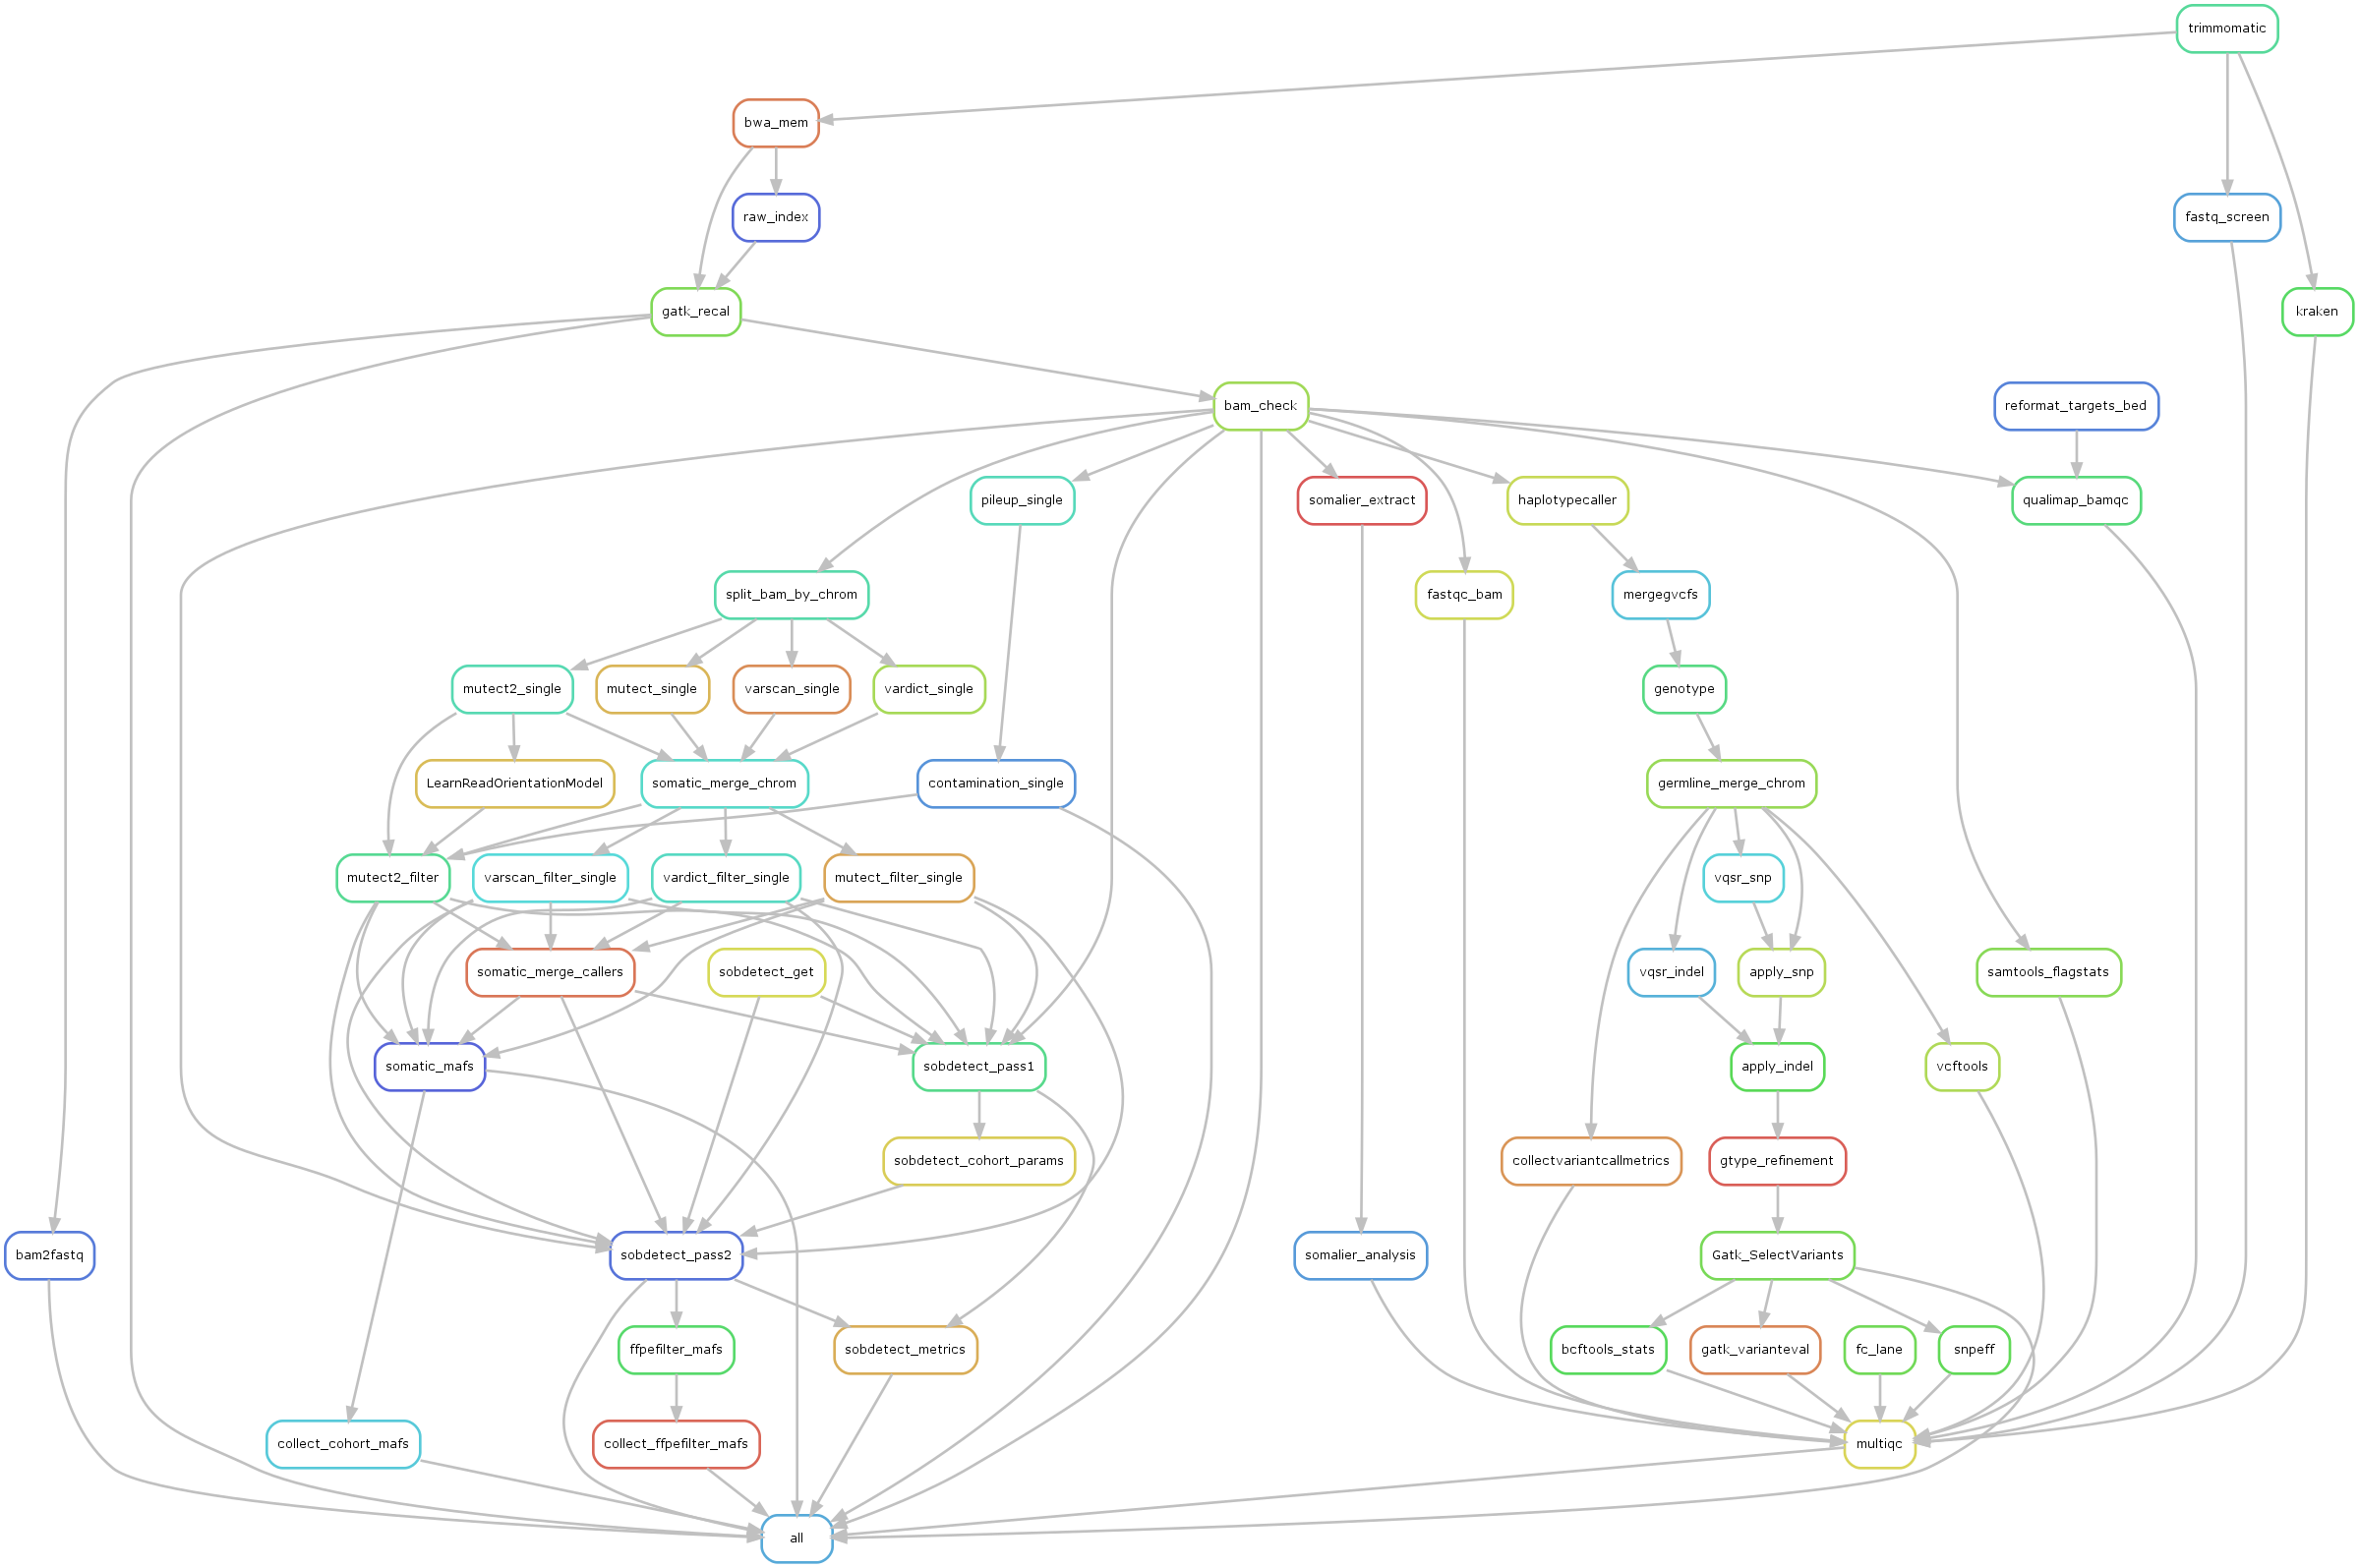 trimmomatic
bwa_mem
raw_index
fastq_screen
gatk_recal
kraken
bam_check
reformat_targets_bed
pileup_single
somalier_extract
haplotypecaller
qualimap_bamqc
split_bam_by_chrom
fastqc_bam
mergegvcfs
mutect2_single
mutect_single
varscan_single
vardict_single
genotype
LearnReadOrientationModel
somatic_merge_chrom
contamination_single
germline_merge_chrom
mutect2_filter
varscan_filter_single
vardict_filter_single
mutect_filter_single
vqsr_snp
somatic_merge_callers
sobdetect_get
vqsr_indel
apply_snp
samtools_flagstats
somatic_mafs
sobdetect_pass1
apply_indel
vcftools
sobdetect_cohort_params
collectvariantcallmetrics
gtype_refinement
bam2fastq
sobdetect_pass2
somalier_analysis
Gatk_SelectVariants
ffpefilter_mafs
sobdetect_metrics
bcftools_stats
gatk_varianteval
fc_lane
snpeff
collect_cohort_mafs
collect_ffpefilter_mafs
multiqc
all